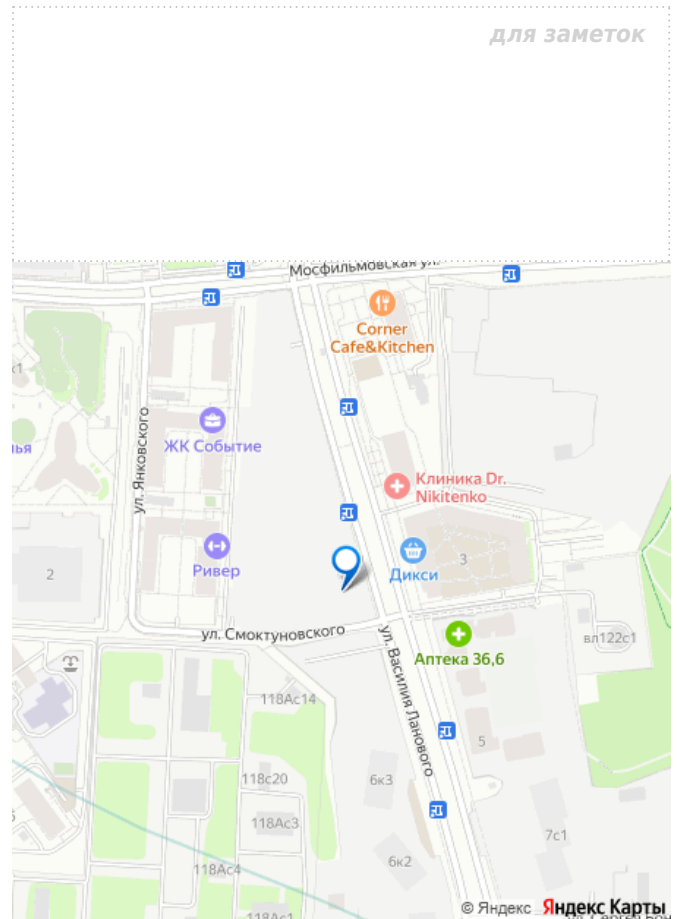 для заметок
Мосфильмовская ул.
Corner
Cafe&Kitchen
ул. Янковского
ЖК Событие
Клиника Dr.
Nikitenko
Ривер
Дикси
3
2
ул. Смоктуновского
Аптека 36,6
вл122с1
ул. Василия Ланового
118Ас14
5
118с20
6к3
118Ас3
7с1
6к2
118Ас4
118Ас1
© Яндекс Яндекс Карты